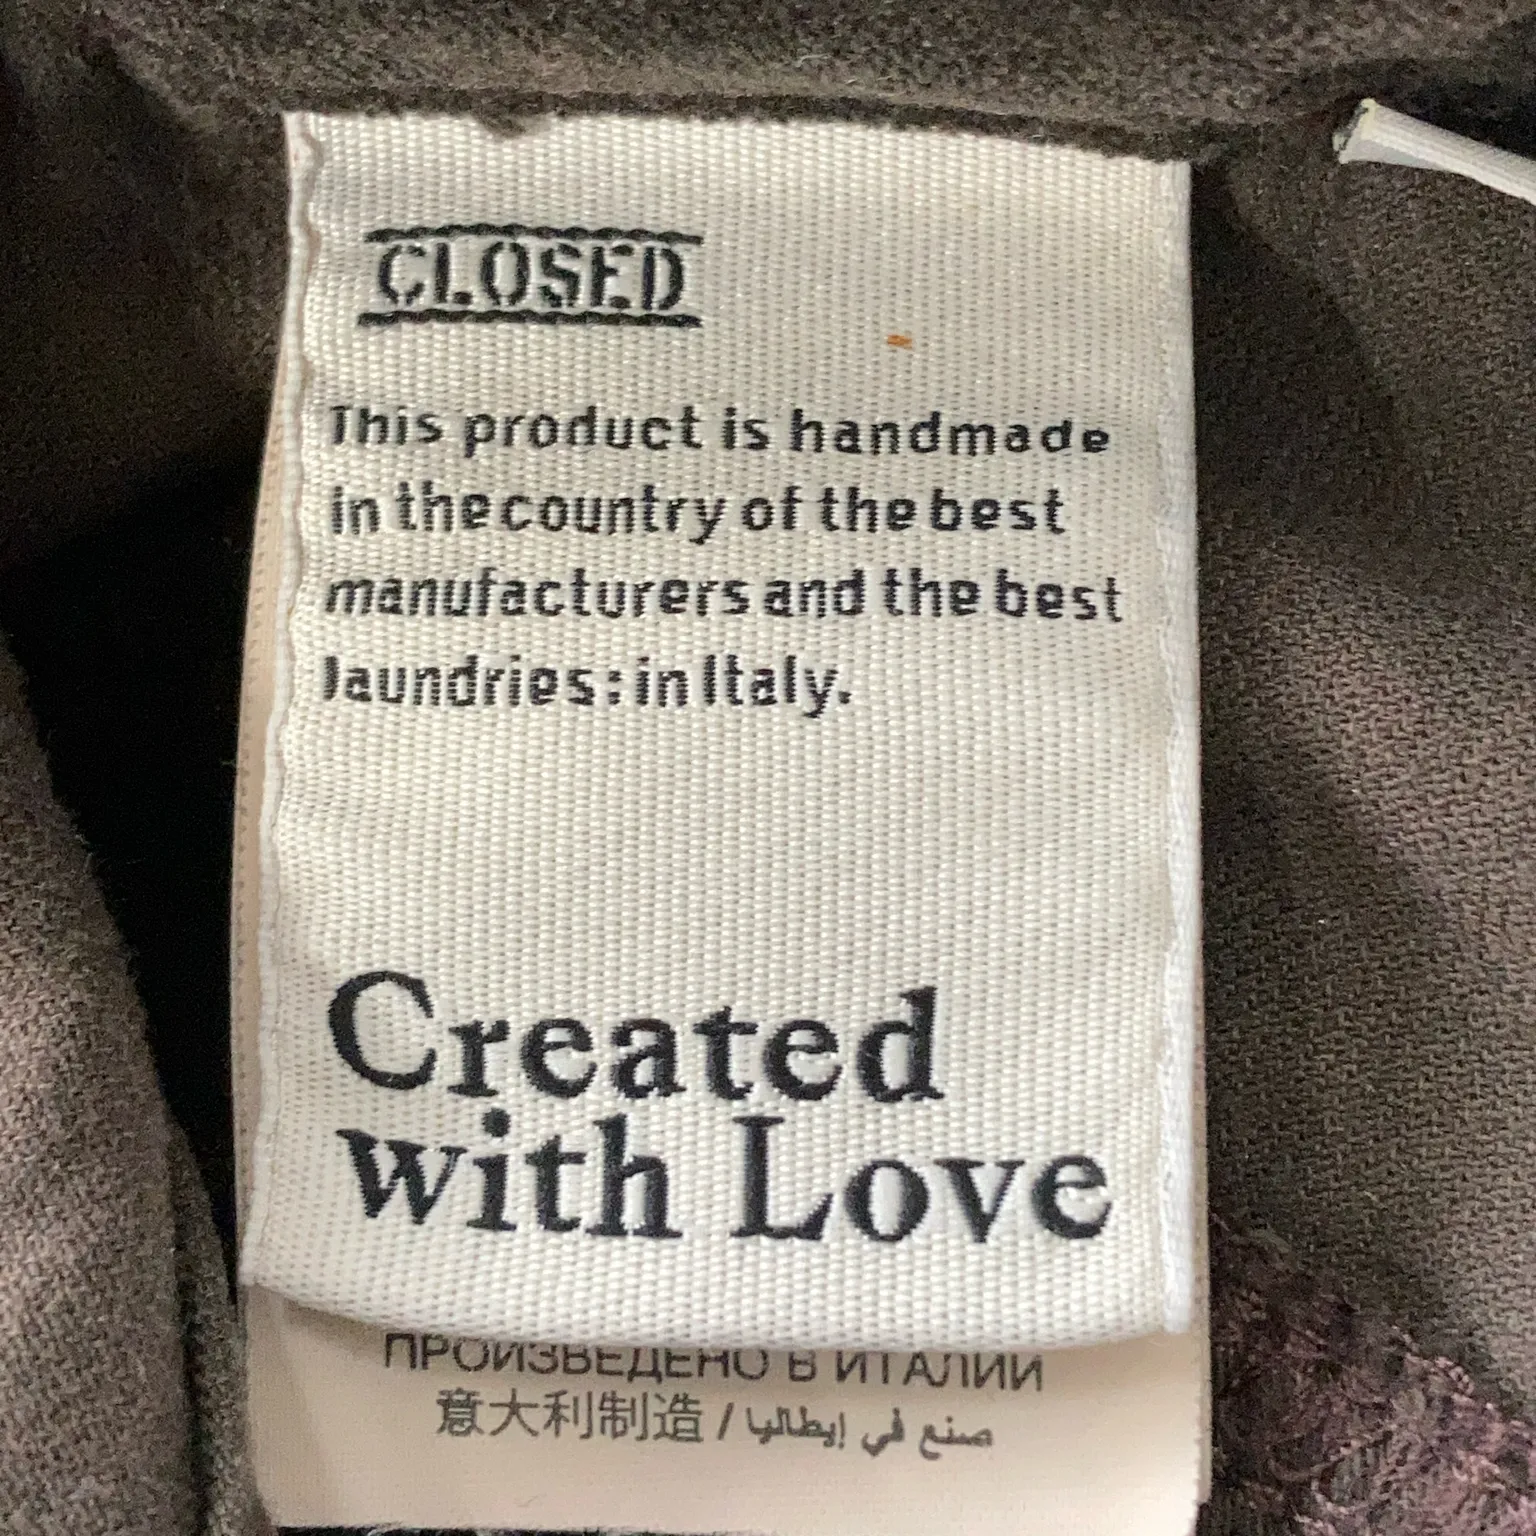 CLOSED
This product is handmade
in the country of the best
manufacturers and the best
laundries: in Italy.
Created
with Love
ПРОИЗВЕДЕНО В ИТАЛИИ
意大利制造 / صنع في إيطاليا